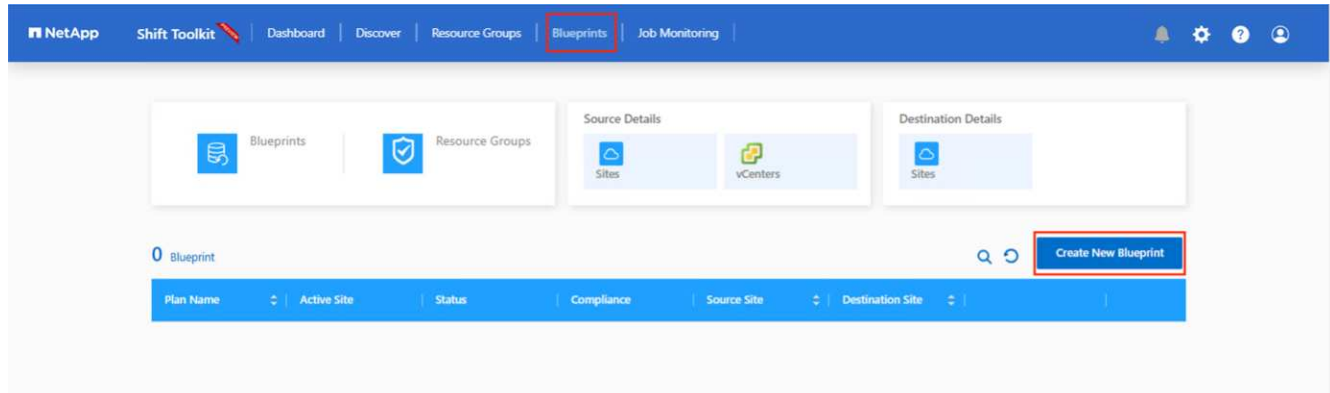 NetApp Shift Toolkit Dashboard Discover Resource Groups Blueprints Job Monitoring
Source Details Destination Details
Blueprints Resource Groups
Sites vCenters Sites
0 Blueprint Create New Blueprint
Plan Name Active Site Status Compliance Source Site Destination Site